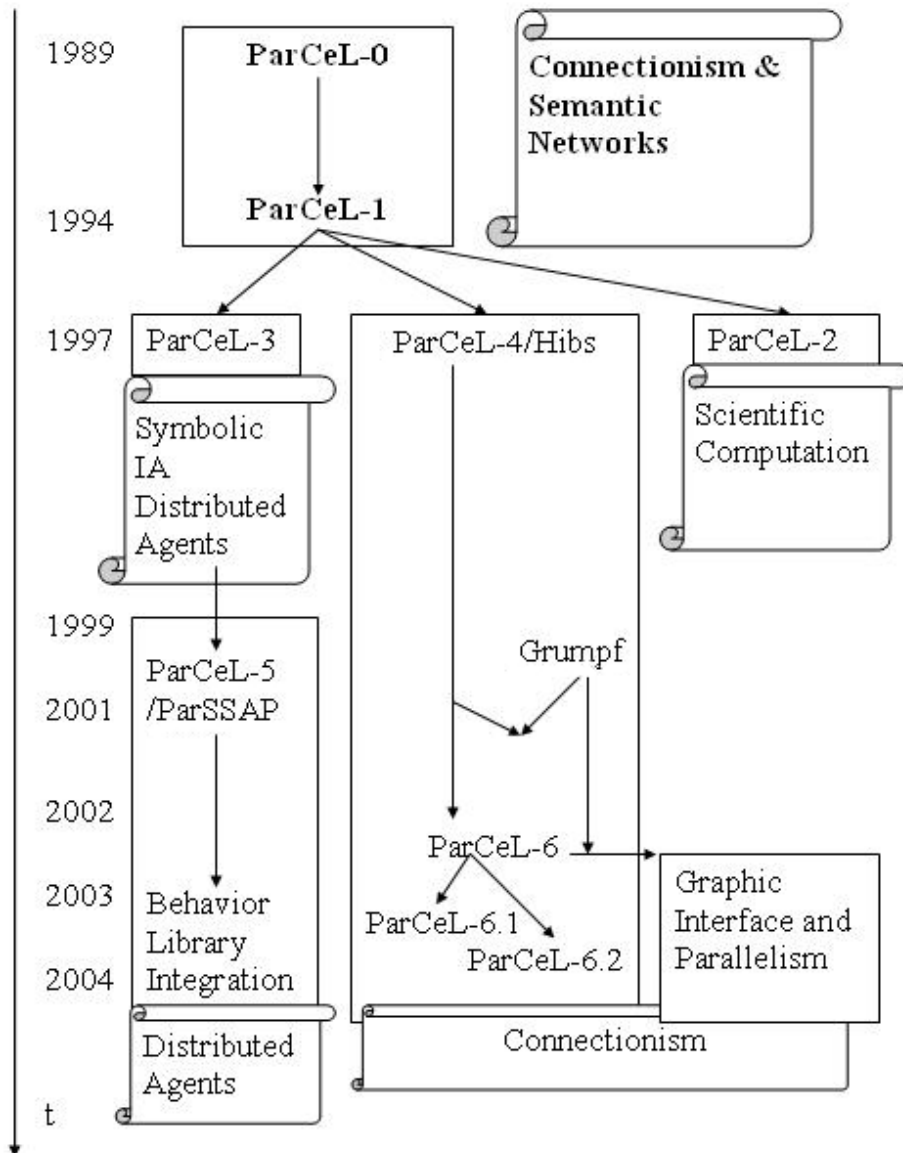 1989
ParCeL-0
Connectionism &
Semantic
Networks
1994
ParCeL-1
1997
ParCeL-3
ParCeL-4/Hibs
ParCeL-2
Symbolic
IA
Distributed
Agents
Scientific
Computation
1999
Grumpf
ParCeL-5
/ParSSAP
2001
2002
ParCeL-6
2003
Behavior
Library
Integration
ParCeL-6.1
ParCeL-6.2
Graphic
Interface and
Parallelism
2004
Distributed
Agents
Connectionism
t